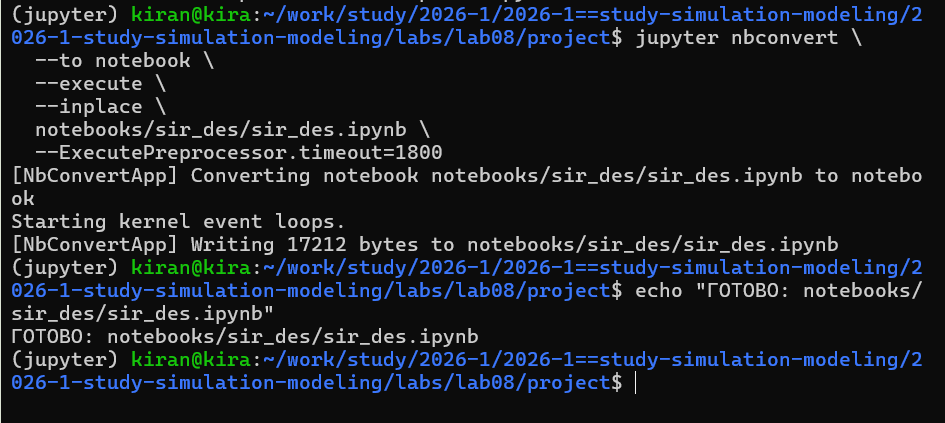 (jupyter) kiran@kira:~/work/study/2026-1/2026-1==study-simulation-modeling/2
026-1-study-simulation-modeling/labs/lab08/project$ jupyter nbconvert \
  --to notebook \
  --execute \
  --inplace \
  notebooks/sir_des/sir_des.ipynb \
  --ExecutePreprocessor.timeout=1800
[NbConvertApp] Converting notebook notebooks/sir_des/sir_des.ipynb to notebo
ok
Starting kernel event loops.
[NbConvertApp] Writing 17212 bytes to notebooks/sir_des/sir_des.ipynb
(jupyter) kiran@kira:~/work/study/2026-1/2026-1==study-simulation-modeling/2
026-1-study-simulation-modeling/labs/lab08/project$ echo "ГОТОВО: notebooks/
sir_des/sir_des.ipynb"
ГОТОВО: notebooks/sir_des/sir_des.ipynb
(jupyter) kiran@kira:~/work/study/2026-1/2026-1==study-simulation-modeling/2
026-1-study-simulation-modeling/labs/lab08/project$